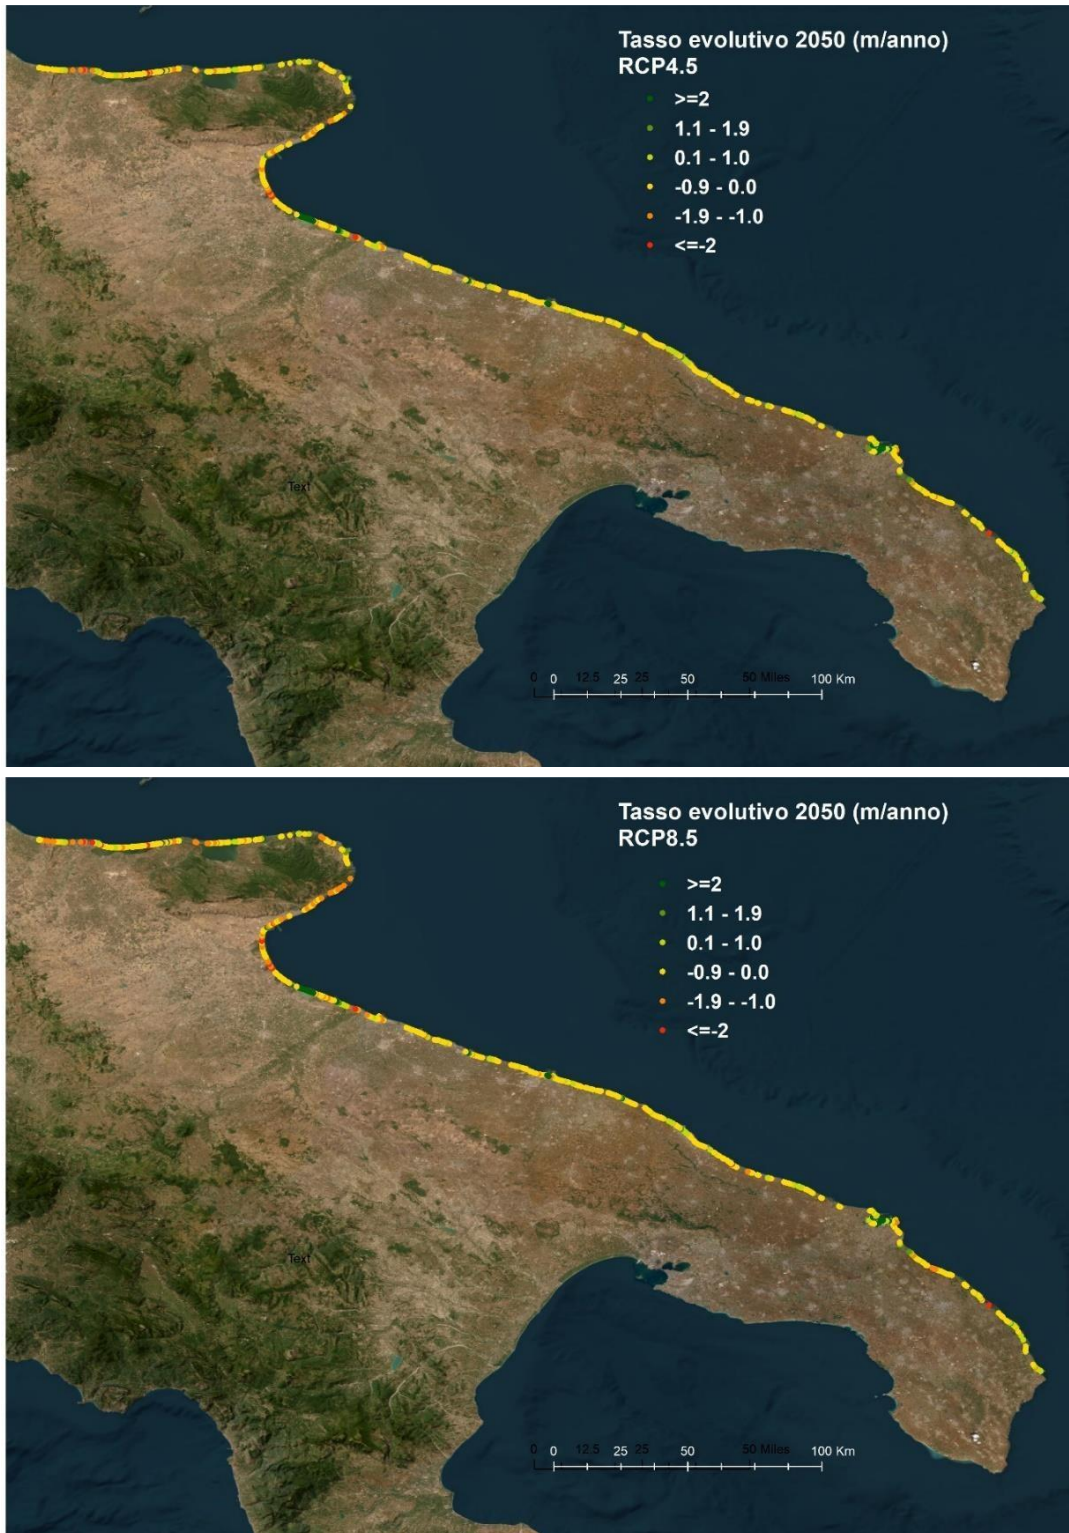 Tasso evolutivo 2050 (m/anno)
RCP4.5
>=2
1.1 - 1.9
0.1 - 1.0
-0.9 - 0.0
-1.9 - -1.0
<=-2
Text
0 12.5 25 50 Miles
0 25 50 100 Km
Tasso evolutivo 2050 (m/anno)
RCP8.5
>=2
1.1 - 1.9
0.1 - 1.0
-0.9 - 0.0
-1.9 - -1.0
<=-2
Text
0 12.5 25 50 Miles
0 25 50 100 Km